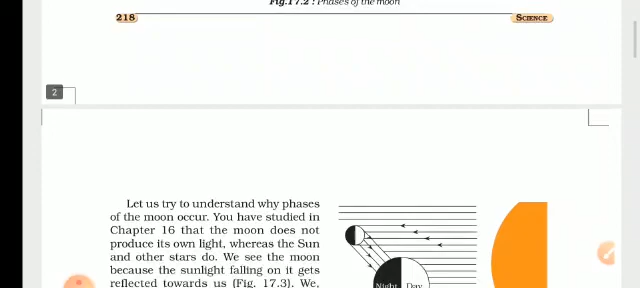 Fig.17.2 : Phases of the moon
218
SCIENCE
2
Let us try to understand why phases
of the moon occur. You have studied in
Chapter 16 that the moon does not
produce its own light, whereas the Sun
and other stars do. We see the moon
because the sunlight falling on it gets
reflected towards us (Fig. 17.3). We,
Night Day